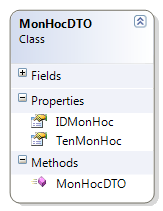 MonHocDTO
Class
Fields
Properties
IDMonHoc
TenMonHoc
Methods
MonHocDTO